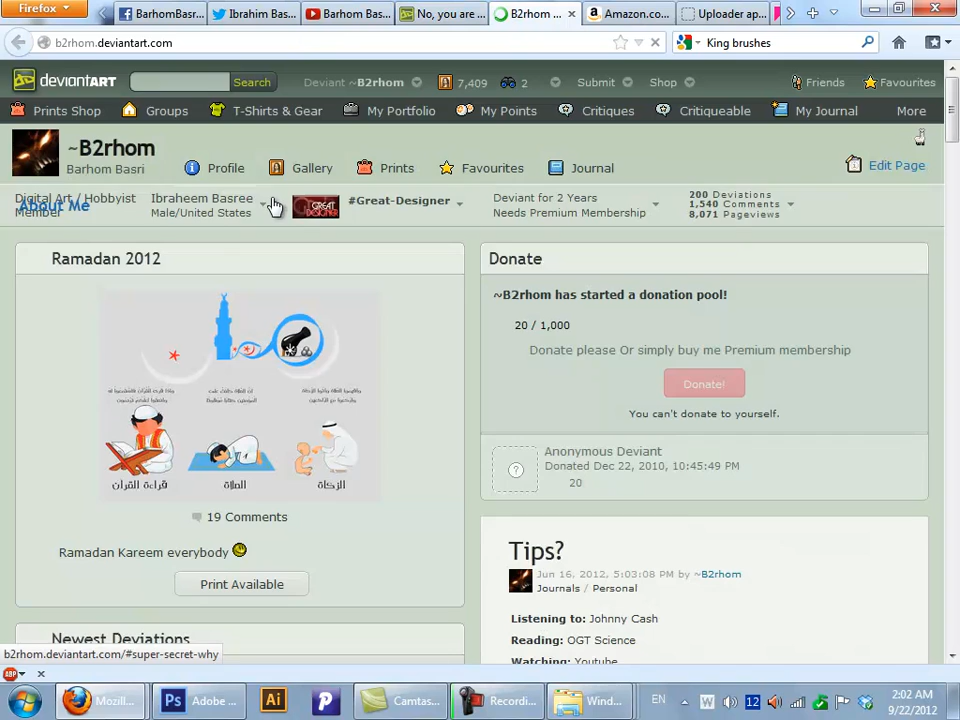 Firefox
BarhomBasr...
Ibrahim Bas...
Barhom Bas...
No, you are ...
B2rhom ...
Amazon.co...
Uploader ap...
b2rhom.deviantart.com
King brushes
deviantART
Search
Deviant ~B2rhom
7,409
2
Submit
Shop
Friends
Favourites
Prints Shop
Groups
T-Shirts & Gear
My Portfolio
My Points
Critiques
Critiqueable
My Journal
More
~B2rhom
Barhom Basri
Profile
Gallery
Prints
Favourites
Journal
Edit Page
Digital Art / Hobbyist
Member
About Me
Ibraheem Basree
Male/United States
GREAT
DESIGNER
#Great-Designer
Deviant for 2 Years
Needs Premium Membership
200 Deviations
1,540 Comments
8,071 Pageviews
Ramadan 2012
قراءة القرآن
الصلاة
الزكاة
19 Comments
Ramadan Kareem everybody
Print Available
Newest Deviations
Donate
~B2rhom has started a donation pool!
20 / 1,000
Donate please Or simply buy me Premium membership
Donate!
You can't donate to yourself.
?
Anonymous Deviant
Donated Dec 22, 2010, 10:45:49 PM
20
Tips?
Jun 16, 2012, 5:03:08 PM by ~B2rhom
Journals / Personal
Listening to: Johnny Cash
Reading: OGT Science
Watching: Youtube
b2rhom.deviantart.com/#super-secret-why
ABP
Mozill...
Ps
Adobe ...
Ai
P
Camtas...
Recordi...
Wind...
EN
W
12
2:02 AM
9/22/2012